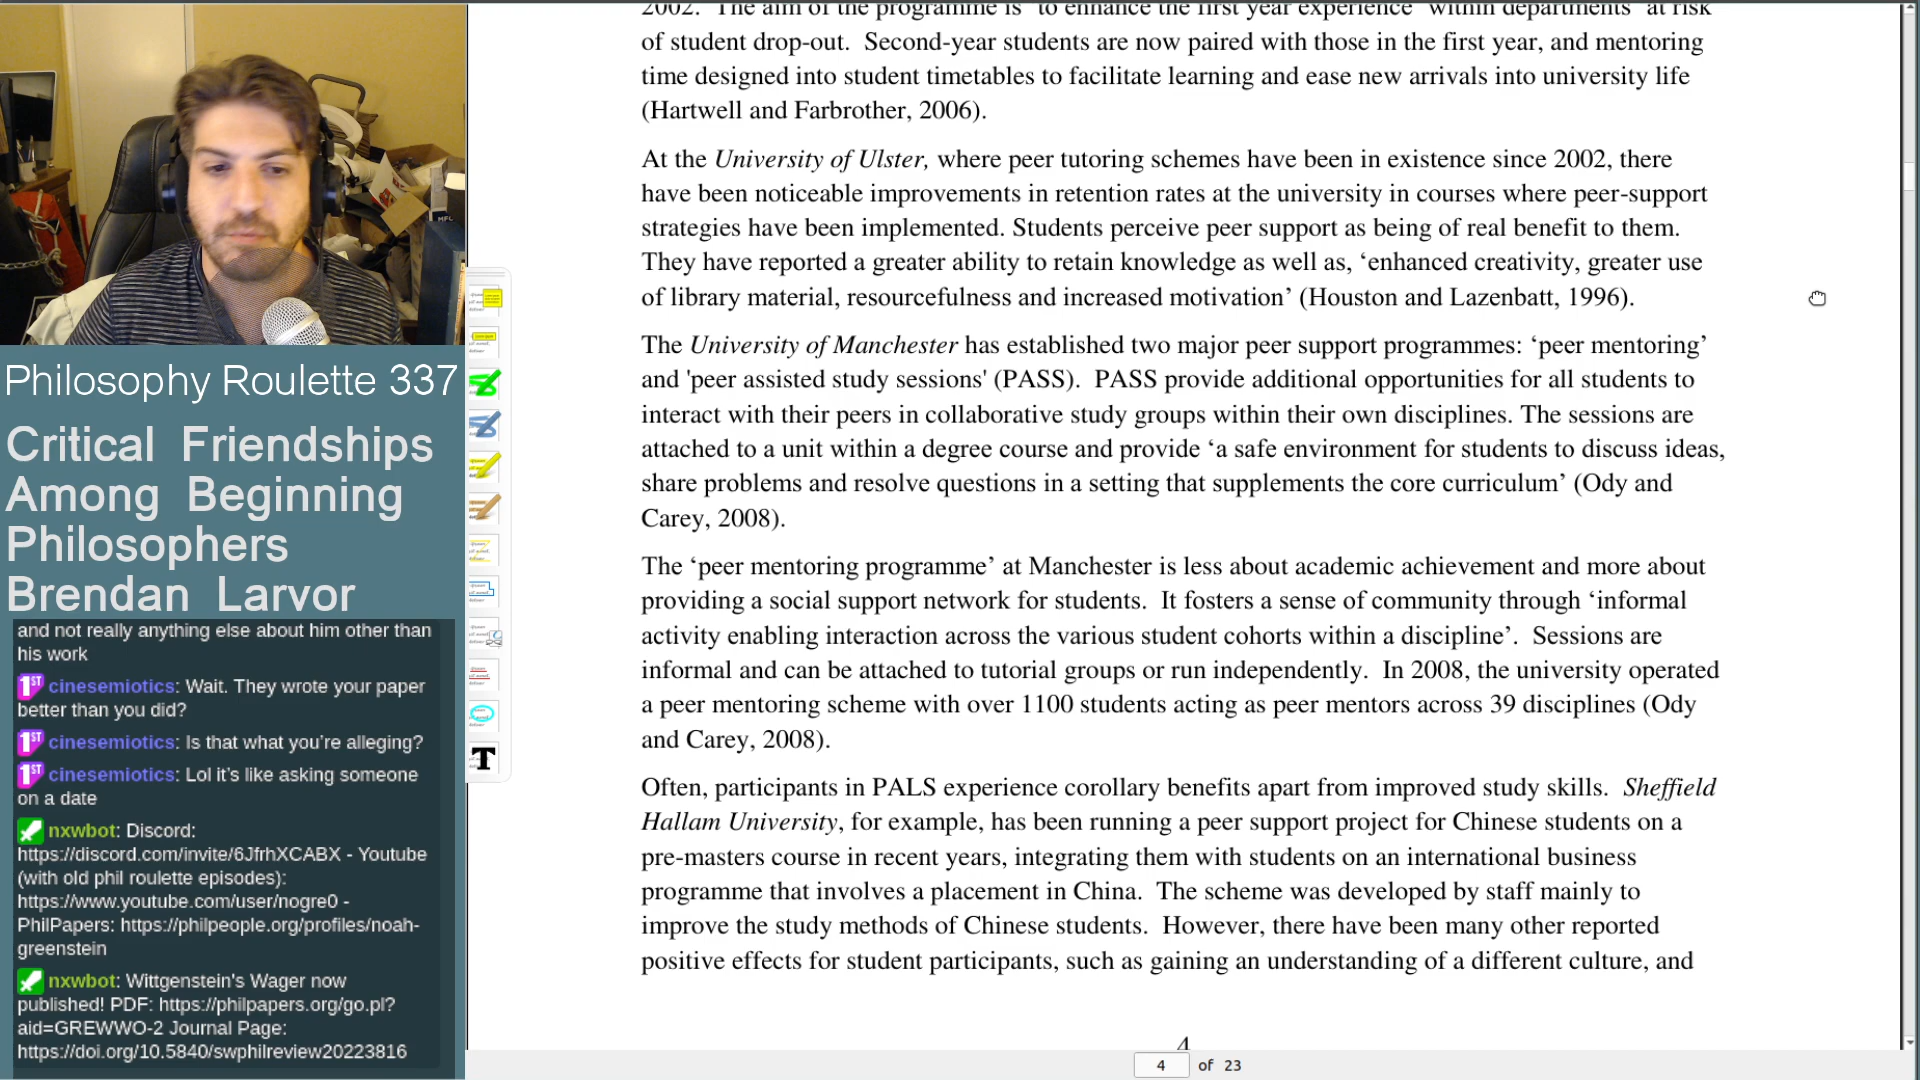 Philosophy Roulette 337
Critical Friendships
Among Beginning
Philosophers
Brendan Larvor
and not really anything else about him other than
his work
1ST cinesemiotics: Wait. They wrote your paper
better than you did?
1ST cinesemiotics: Is that what you're alleging?
1ST cinesemiotics: Lol it's like asking someone
on a date
nxwbot: Discord:
https://discord.com/invite/6JfrhXCABX - Youtube
(with old phil roulette episodes):
https://www.youtube.com/user/nogre0 -
PhilPapers: https://philpeople.org/profiles/noah-
greenstein
nxwbot: Wittgenstein's Wager now
published! PDF: https://philpapers.org/go.pl?
aid=GREWWO-2 Journal Page:
https://doi.org/10.5840/swphilreview20223816
2002. The aim of the programme is 'to enhance the first year experience' within departments 'at risk'
of student drop-out. Second-year students are now paired with those in the first year, and mentoring
time designed into student timetables to facilitate learning and ease new arrivals into university life
(Hartwell and Farbrother, 2006).
At the University of Ulster, where peer tutoring schemes have been in existence since 2002, there
have been noticeable improvements in retention rates at the university in courses where peer-support
strategies have been implemented. Students perceive peer support as being of real benefit to them.
They have reported a greater ability to retain knowledge as well as, ‘enhanced creativity, greater use
of library material, resourcefulness and increased motivation’ (Houston and Lazenbatt, 1996).
The University of Manchester has established two major peer support programmes: ‘peer mentoring’
and 'peer assisted study sessions' (PASS). PASS provide additional opportunities for all students to
interact with their peers in collaborative study groups within their own disciplines. The sessions are
attached to a unit within a degree course and provide ‘a safe environment for students to discuss ideas,
share problems and resolve questions in a setting that supplements the core curriculum’ (Ody and
Carey, 2008).
The ‘peer mentoring programme’ at Manchester is less about academic achievement and more about
providing a social support network for students. It fosters a sense of community through ‘informal
activity enabling interaction across the various student cohorts within a discipline’. Sessions are
informal and can be attached to tutorial groups or run independently. In 2008, the university operated
a peer mentoring scheme with over 1100 students acting as peer mentors across 39 disciplines (Ody
and Carey, 2008).
Often, participants in PALS experience corollary benefits apart from improved study skills. Sheffield
Hallam University, for example, has been running a peer support project for Chinese students on a
pre-masters course in recent years, integrating them with students on an international business
programme that involves a placement in China. The scheme was developed by staff mainly to
improve the study methods of Chinese students. However, there have been many other reported
positive effects for student participants, such as gaining an understanding of a different culture, and
4
4 of 23
T